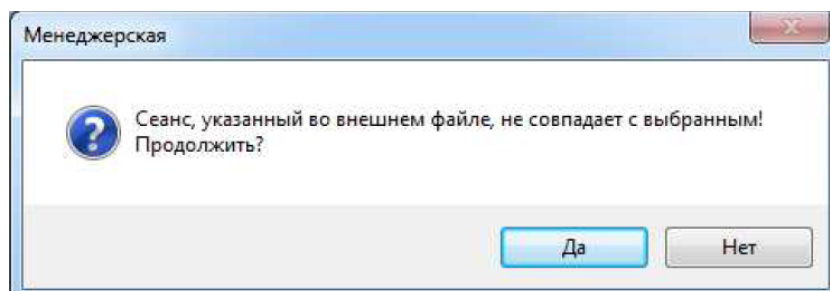 Менеджерская
Сеанс, указанный во внешнем файле, не совпадает с выбранным!
Продолжить?
Да
Нет